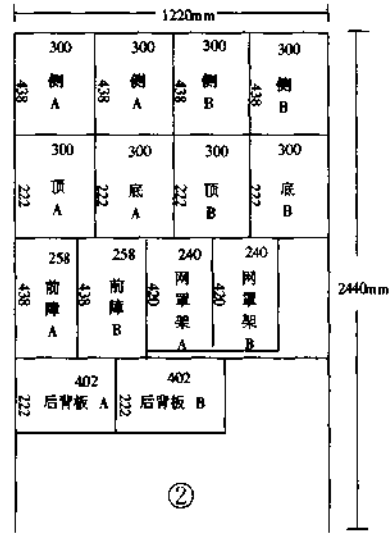 1220mm
300 300 300 300
438 侧 A 438 侧 A 438 侧 B 438 侧 B
300 300 300 300
222 顶 A 222 底 A 222 顶 B 222 底 B
258 258 240 240
438 前障 A 438 前障 B 420 网罩架 A 420 网罩架 B
2440mm
402 402
222 后背板 A 222 后背板 B
②